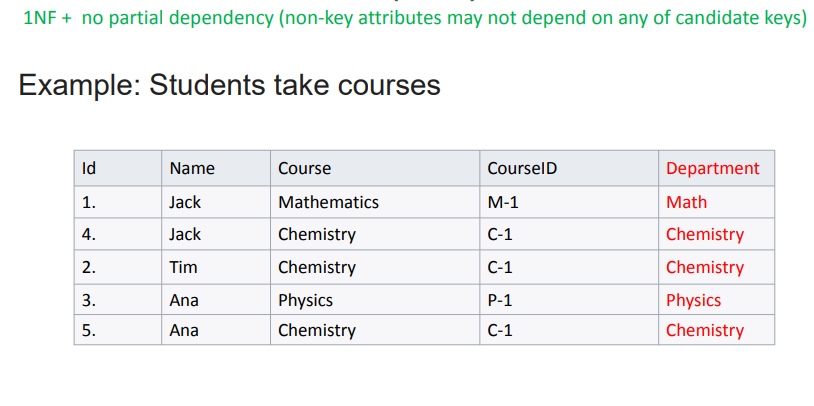 1NF + no partial dependency (non-key attributes may not depend on any of candidate keys)
Example: Students take courses
Id Name Course CourseID Department
1. Jack Mathematics M-1 Math
4. Jack Chemistry C-1 Chemistry
2. Tim Chemistry C-1 Chemistry
3. Ana Physics P-1 Physics
5. Ana Chemistry C-1 Chemistry